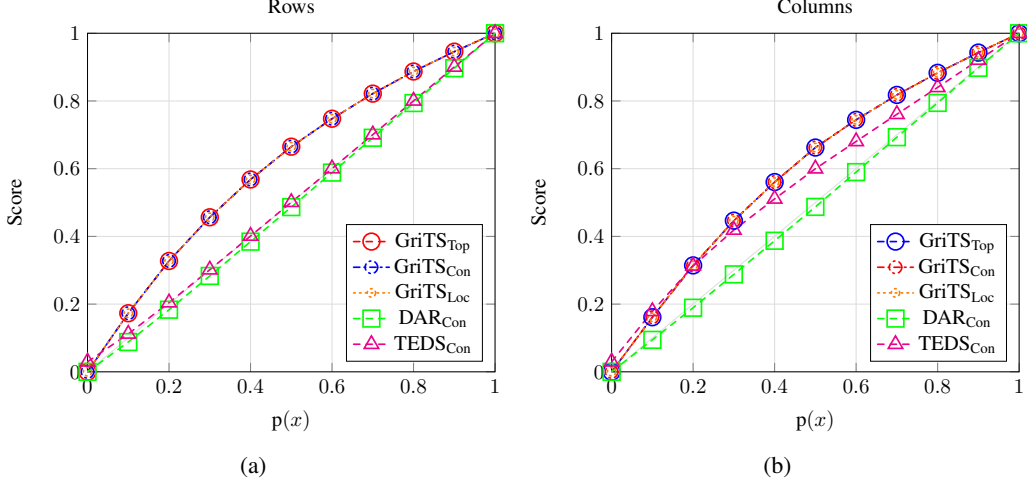 Rows
Score
1
0.8
0.6
0.4
0.2
0
0 0.2 0.4 0.6 0.8 1
p(x)
GriTS_Top
GriTS_Con
GriTS_Loc
DAR_Con
TEDS_Con
(a)
Columns
Score
1
0.8
0.6
0.4
0.2
0
0 0.2 0.4 0.6 0.8 1
p(x)
GriTS_Top
GriTS_Con
GriTS_Loc
DAR_Con
TEDS_Con
(b)